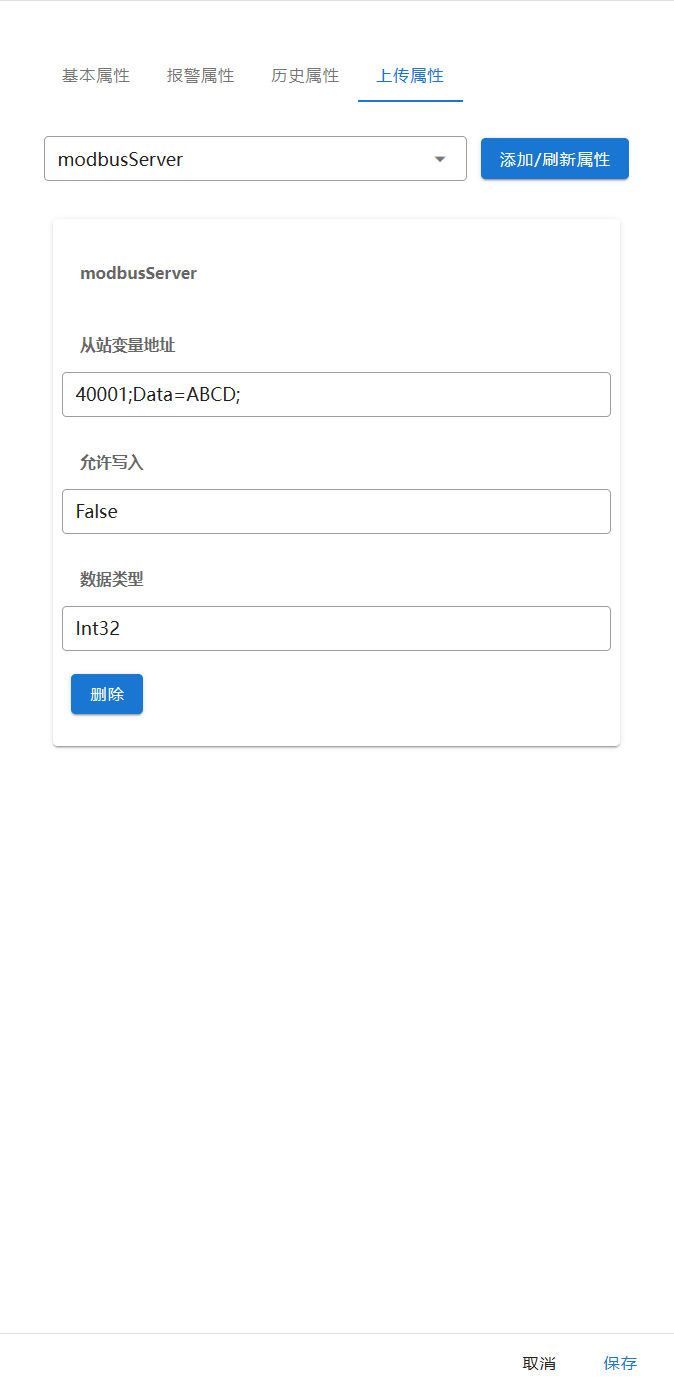 基本属性 报警属性 历史属性 上传属性
modbusServer 添加/刷新属性
modbusServer
从站变量地址
40001;Data=ABCD;
允许写入
False
数据类型
Int32
删除
取消 保存